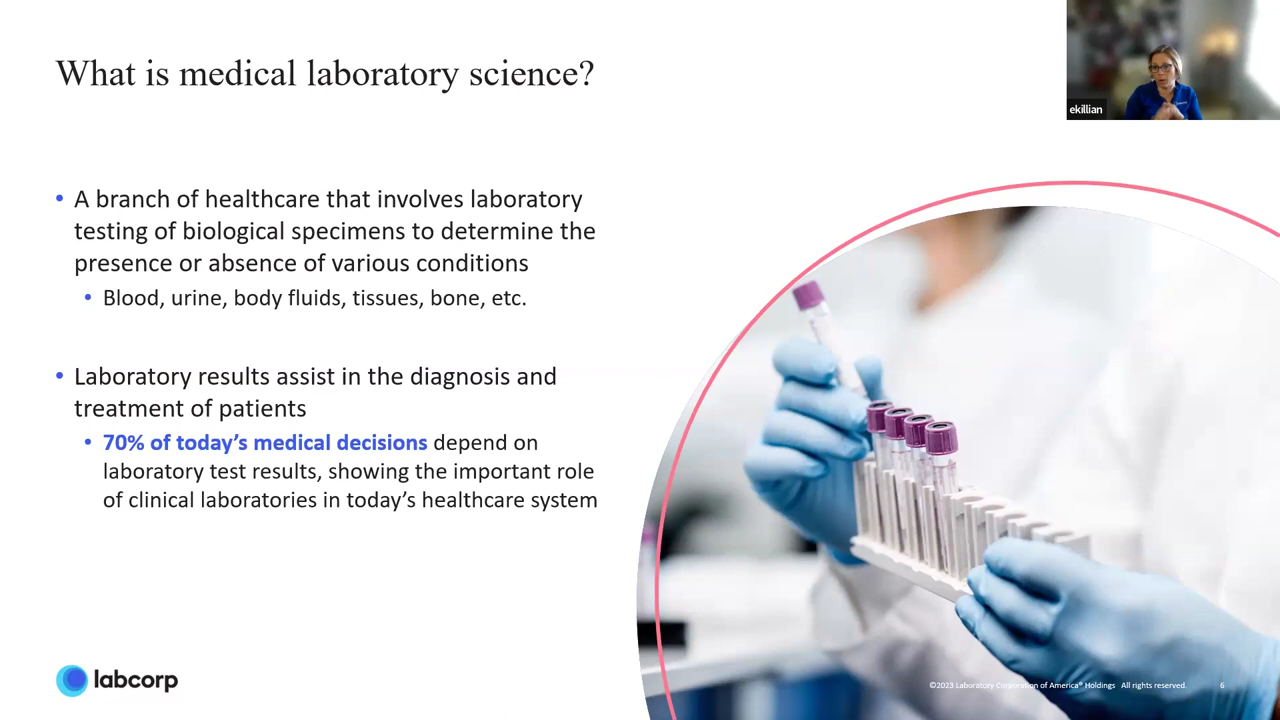 What is medical laboratory science?
ekillian
• A branch of healthcare that involves laboratory
testing of biological specimens to determine the
presence or absence of various conditions
• Blood, urine, body fluids, tissues, bone, etc.
• Laboratory results assist in the diagnosis and
treatment of patients
• 70% of today's medical decisions depend on
laboratory test results, showing the important role
of clinical laboratories in today's healthcare system
labcorp
©2023 Laboratory Corporation of America® Holdings All rights reserved. 6